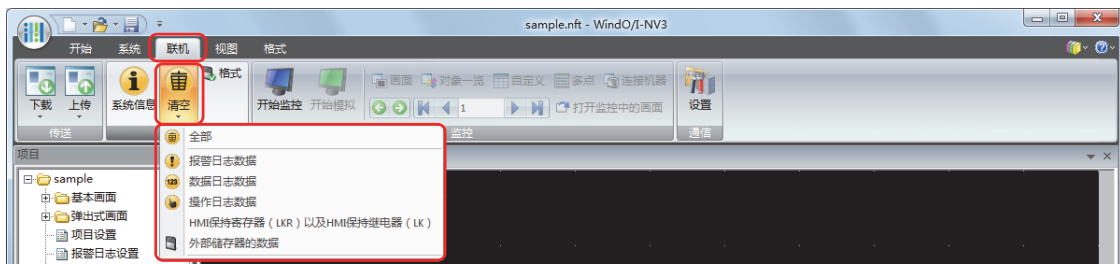 sample.nft - WindO/I-NV3
开始 系统 联机 视图 格式
下载 上传 系统信息 清空 格式 开始监控 开始模拟 画面 对象一览 自定义 多点 连接机器 设置
1 打开监控中的画面
传送 监控 通信
项目
全部
报警日志数据
123 数据日志数据
操作日志数据
HMI保持寄存器（LKR）以及HMI保持继电器（LK）
外部储存器的数据
sample
基本画面
弹出式画面
项目设置
报警日志设置